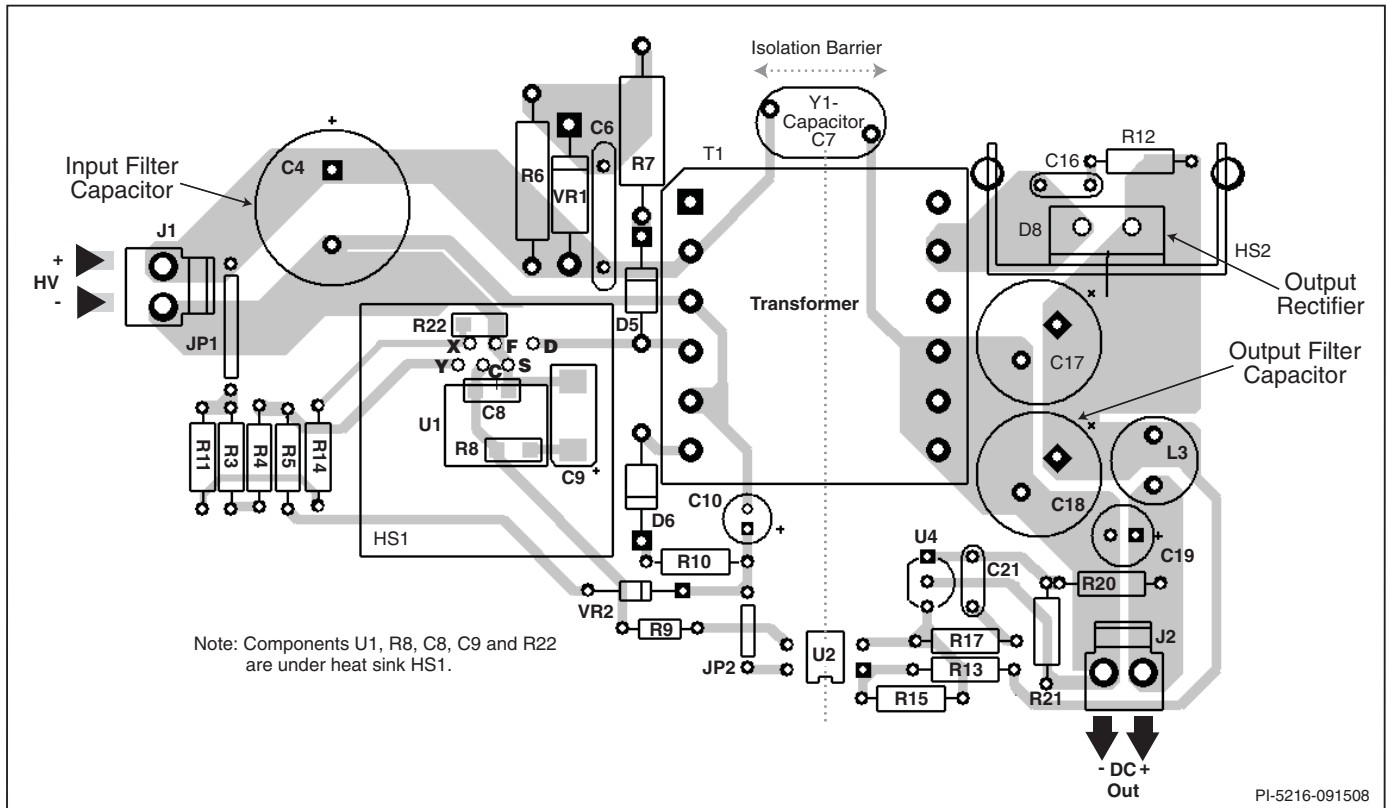 Isolation Barrier
Y1-
Capacitor
C7
+
C6
T1
R12
C16
Input Filter
Capacitor
C4
R7
R6
VR1
D8
HS2
J1
+
HV
-
Output
Rectifier
Transformer
D5
R22
JP1
X
F
D
Y
C
S
C17
Output Filter
Capacitor
C8
U1
R8
C9
+
R11
R3
R4
R5
R14
L3
C18
C10
+
HS1
D6
U4
C19
+
R10
C21
R20
VR2
R9
R17
J2
Note: Components U1, R8, C8, C9 and R22
are under heat sink HS1.
JP2
U2
R13
R15
R21
- DC +
Out
PI-5216-091508